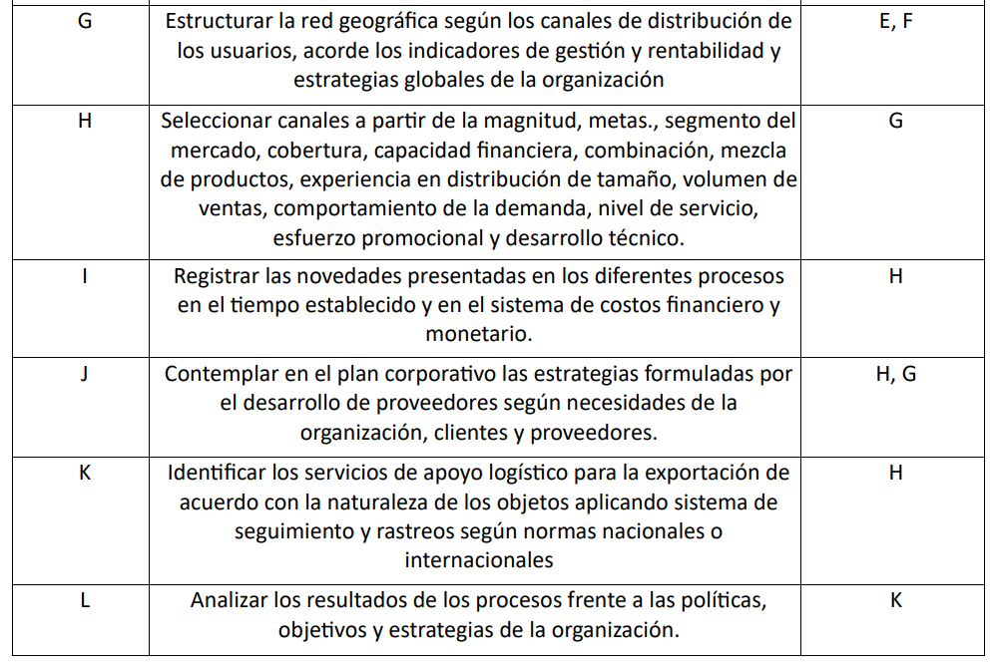 G Estructurar la red geográfica según los canales de distribución de E, F
los usuarios, acorde los indicadores de gestión y rentabilidad y
estrategias globales de la organización
H Seleccionar canales a partir de la magnitud, metas., segmento del G
mercado, cobertura, capacidad financiera, combinación, mezcla
de productos, experiencia en distribución de tamaño, volumen de
ventas, comportamiento de la demanda, nivel de servicio,
esfuerzo promocional y desarrollo técnico.
I Registrar las novedades presentadas en los diferentes procesos H
en el tiempo establecido y en el sistema de costos financiero y
monetario.
J Contemplar en el plan corporativo las estrategias formuladas por H, G
el desarrollo de proveedores según necesidades de la
organización, clientes y proveedores.
K Identificar los servicios de apoyo logístico para la exportación de H
acuerdo con la naturaleza de los objetos aplicando sistema de
seguimiento y rastreos según normas nacionales o
internacionales
L Analizar los resultados de los procesos frente a las políticas, K
objetivos y estrategias de la organización.